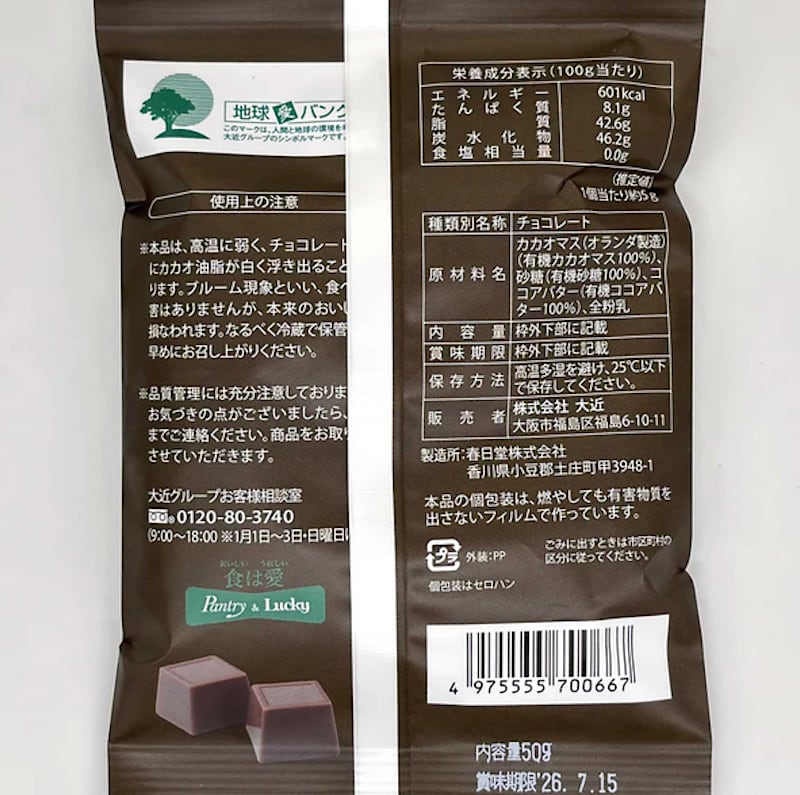 地球愛バンク
このマークは、人間と地球の環境を
大近グループのシンボルマークです。
使用上の注意
※本品は、高温に弱く、チョコレート
にカカオ油脂が白く浮き出ること
ります。ブルーム現象といい、食べ
害はありませんが、本来のおいし
損なわれます。なるべく冷蔵で保管
早めにお召し上がりください。
※品質管理には充分注意しておりま
お気づきの点がございましたら、
までご連絡ください。商品をお取り
させていただきます。
大近グループお客様相談室
0120-80-3740
(9:00~18:00 ※1月1日~3日・日曜日
おいしい うれしい
食は愛
Pantry & Lucky
栄養成分表示(100g当たり)
エネルギー 601kcal
たんぱく質 8.1g
脂質 42.6g
炭水化物 46.2g
食塩相当量 0.0g
(推定値)
1個当たり約5g
種類別名称 チョコレート
原材料名 カカオマス(オランダ製造)
(有機カカオマス100%)、
砂糖(有機砂糖100%)、コ
コアバター(有機ココアバ
ター100%)、全粉乳
内容量 枠外下部に記載
賞味期限 枠外下部に記載
保存方法 高温多湿を避け、25℃以下
で保存してください。
販売者 株式会社 大近
大阪市福島区福島6-10-11
製造所:春日堂株式会社
香川県小豆郡土庄町甲3948-1
本品の個包装は、燃やしても有害物質を
出さないフィルムで作っています。
プラ 外装:PP
ごみに出すときは市区町村の
区分に従ってください。
個包装はセロハン
4 975555 700667
内容量50g
賞味期限'26. 7.15